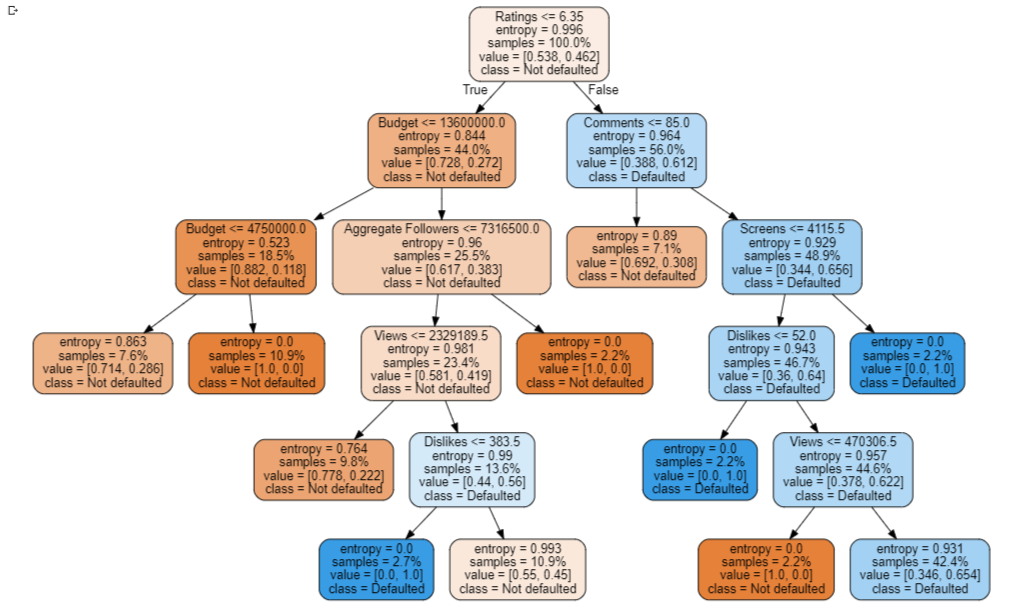 Ratings <= 6.35
entropy = 0.996
samples = 100.0%
value = [0.538, 0.462]
class = Not defaulted
True
False
Budget <= 13600000.0
entropy = 0.844
samples = 44.0%
value = [0.728, 0.272]
class = Not defaulted
Comments <= 85.0
entropy = 0.964
samples = 56.0%
value = [0.388, 0.612]
class = Defaulted
Budget <= 4750000.0
entropy = 0.523
samples = 18.5%
value = [0.882, 0.118]
class = Not defaulted
Aggregate Followers <= 7316500.0
entropy = 0.96
samples = 25.5%
value = [0.617, 0.383]
class = Not defaulted
entropy = 0.89
samples = 7.1%
value = [0.692, 0.308]
class = Not defaulted
Screens <= 4115.5
entropy = 0.929
samples = 48.9%
value = [0.344, 0.656]
class = Defaulted
entropy = 0.863
samples = 7.6%
value = [0.714, 0.286]
class = Not defaulted
entropy = 0.0
samples = 10.9%
value = [1.0, 0.0]
class = Not defaulted
Views <= 2329189.5
entropy = 0.981
samples = 23.4%
value = [0.581, 0.419]
class = Not defaulted
entropy = 0.0
samples = 2.2%
value = [1.0, 0.0]
class = Not defaulted
Dislikes <= 52.0
entropy = 0.943
samples = 46.7%
value = [0.36, 0.64]
class = Defaulted
entropy = 0.0
samples = 2.2%
value = [0.0, 1.0]
class = Defaulted
entropy = 0.764
samples = 9.8%
value = [0.778, 0.222]
class = Not defaulted
Dislikes <= 383.5
entropy = 0.99
samples = 13.6%
value = [0.44, 0.56]
class = Defaulted
entropy = 0.0
samples = 2.2%
value = [0.0, 1.0]
class = Defaulted
Views <= 470306.5
entropy = 0.957
samples = 44.6%
value = [0.378, 0.622]
class = Defaulted
entropy = 0.0
samples = 2.7%
value = [0.0, 1.0]
class = Defaulted
entropy = 0.993
samples = 10.9%
value = [0.55, 0.45]
class = Not defaulted
entropy = 0.0
samples = 2.2%
value = [1.0, 0.0]
class = Not defaulted
entropy = 0.931
samples = 42.4%
value = [0.346, 0.654]
class = Defaulted